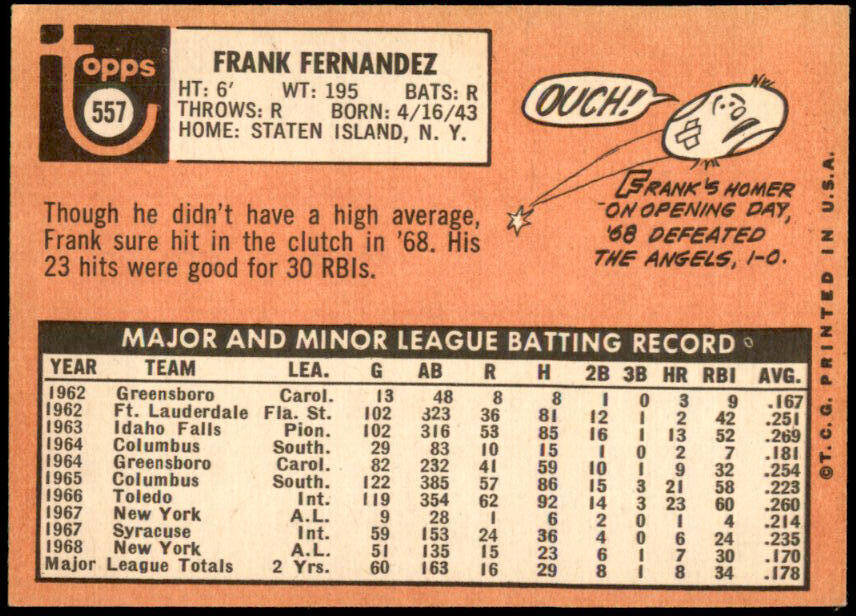 topps
557
FRANK FERNANDEZ
HT: 6' WT: 195 BATS: R
THROWS: R BORN: 4/16/43
HOME: STATEN ISLAND, N. Y.
Though he didn't have a high average,
Frank sure hit in the clutch in '68. His
23 hits were good for 30 RBIs.
OUCH!
FRANK'S HOMER
ON OPENING DAY,
'68 DEFEATED
THE ANGELS, 1-0.
MAJOR AND MINOR LEAGUE BATTING RECORD
YEAR TEAM LEA. G AB R H 2B 3B HR RBI AVG.
1962 Greensboro Carol. 13 48 8 8 1 0 3 9 .167
1962 Ft. Lauderdale Fla. St. 102 323 36 81 12 1 2 42 .251
1963 Idaho Falls Pion. 102 316 53 85 16 1 13 52 .269
1964 Columbus South. 29 83 10 15 1 0 2 7 .181
1964 Greensboro Carol. 82 232 41 59 10 1 9 32 .254
1965 Columbus South. 122 385 57 86 15 3 21 58 .223
1966 Toledo Int. 119 354 62 92 14 3 23 60 .260
1967 New York A.L. 9 28 1 6 2 0 1 4 .214
1967 Syracuse Int. 59 153 24 36 4 0 6 24 .235
1968 New York A.L. 51 135 15 23 6 1 7 30 .170
Major League Totals 2 Yrs. 60 163 16 29 8 1 8 34 .178
©T. C. G. PRINTED IN U.S.A.